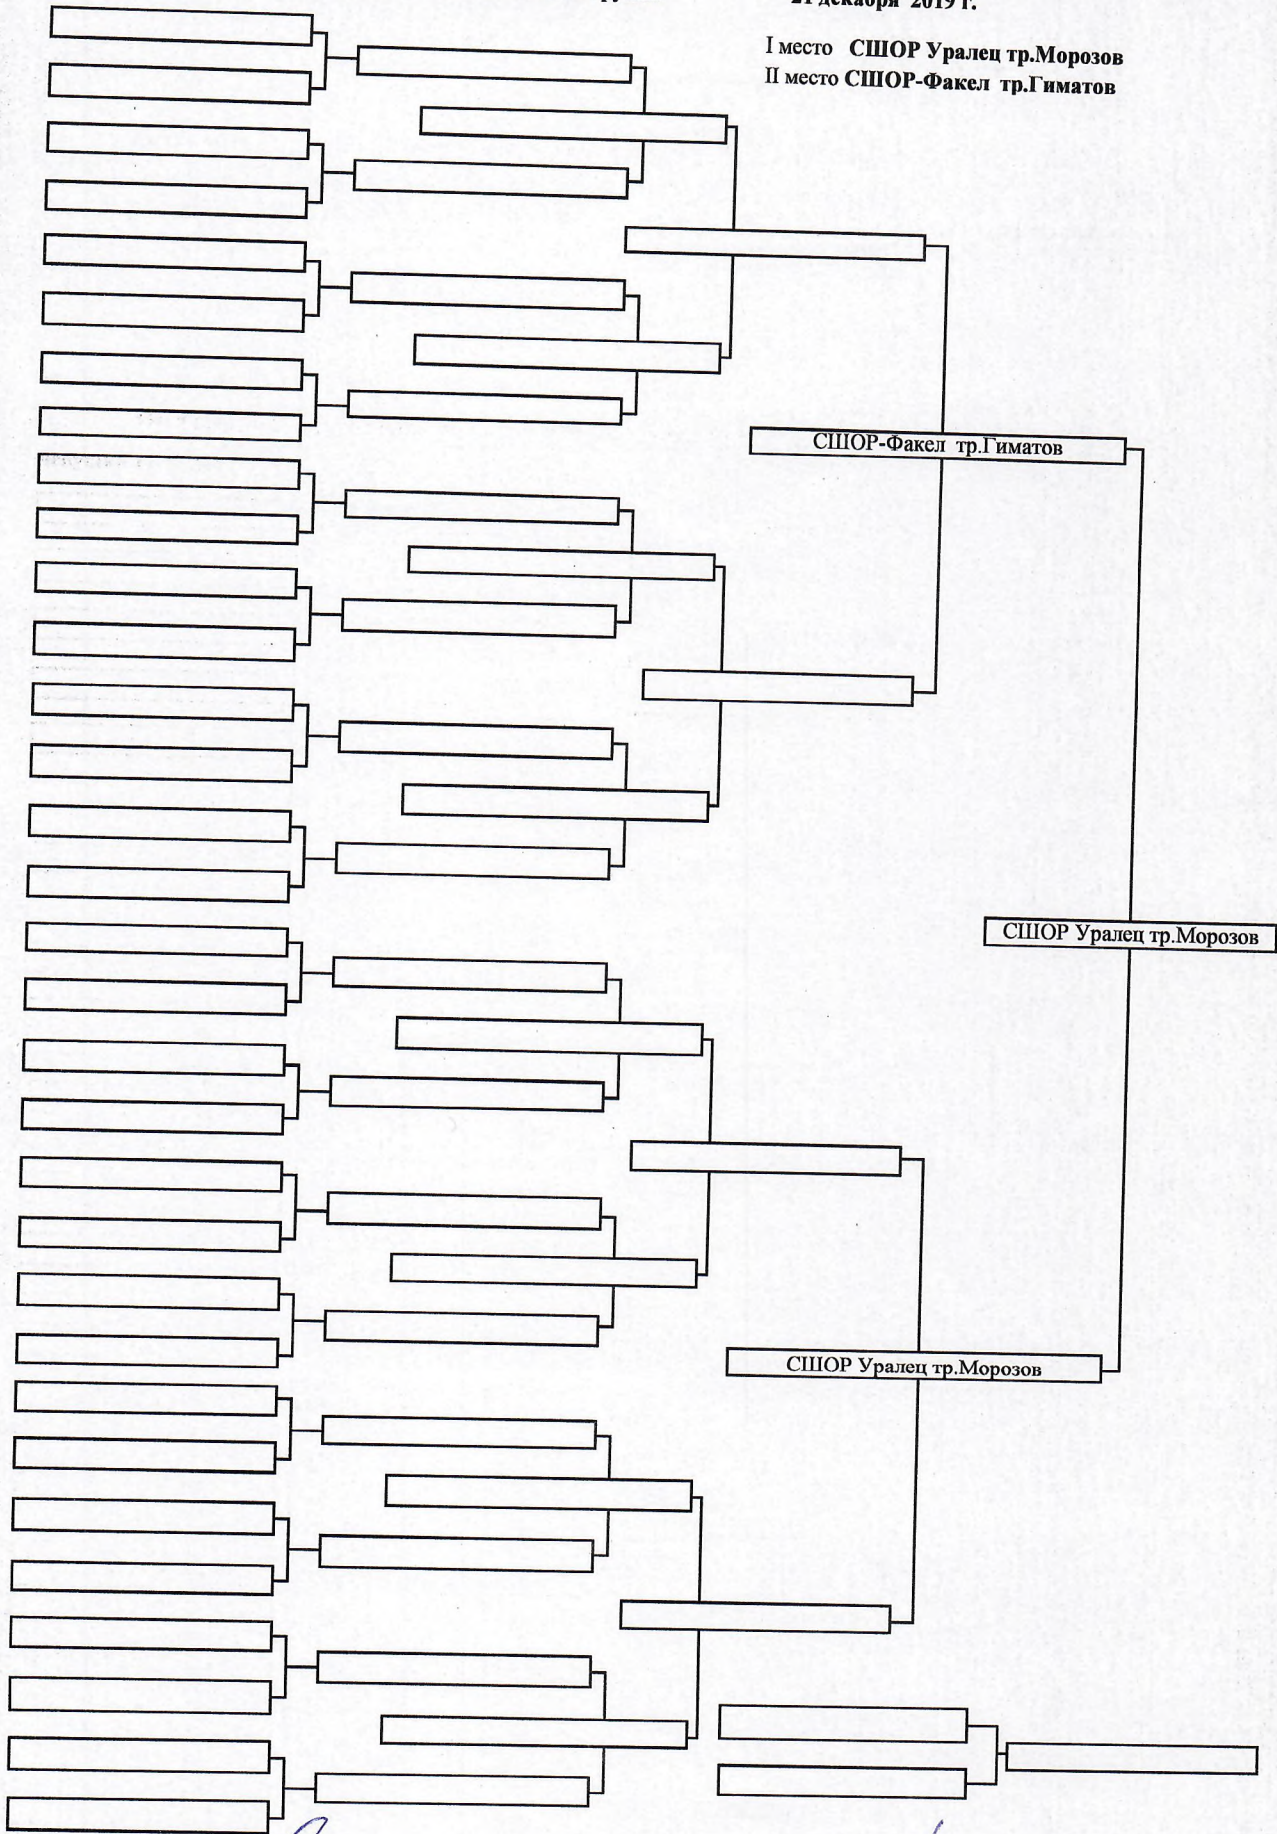 21 декабря 2019 г.
I место СШОР Уралец тр.Морозов
II место СШОР-Факел тр.Гиматов
СШОР-Факел тр.Гиматов
СШОР Уралец тр.Морозов
СШОР Уралец тр.Морозов